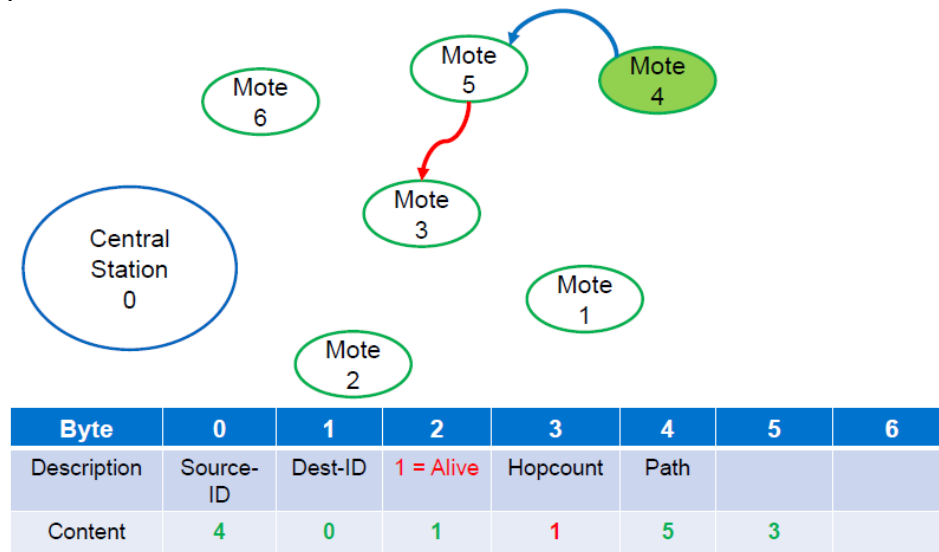 Mote
5
Mote
4
Mote
6
Mote
3
Central
Station
0
Mote
1
Mote
2
Byte 0 1 2 3 4 5 6
Description Source-ID Dest-ID 1 = Alive Hopcount Path
Content 4 0 1 1 5 3